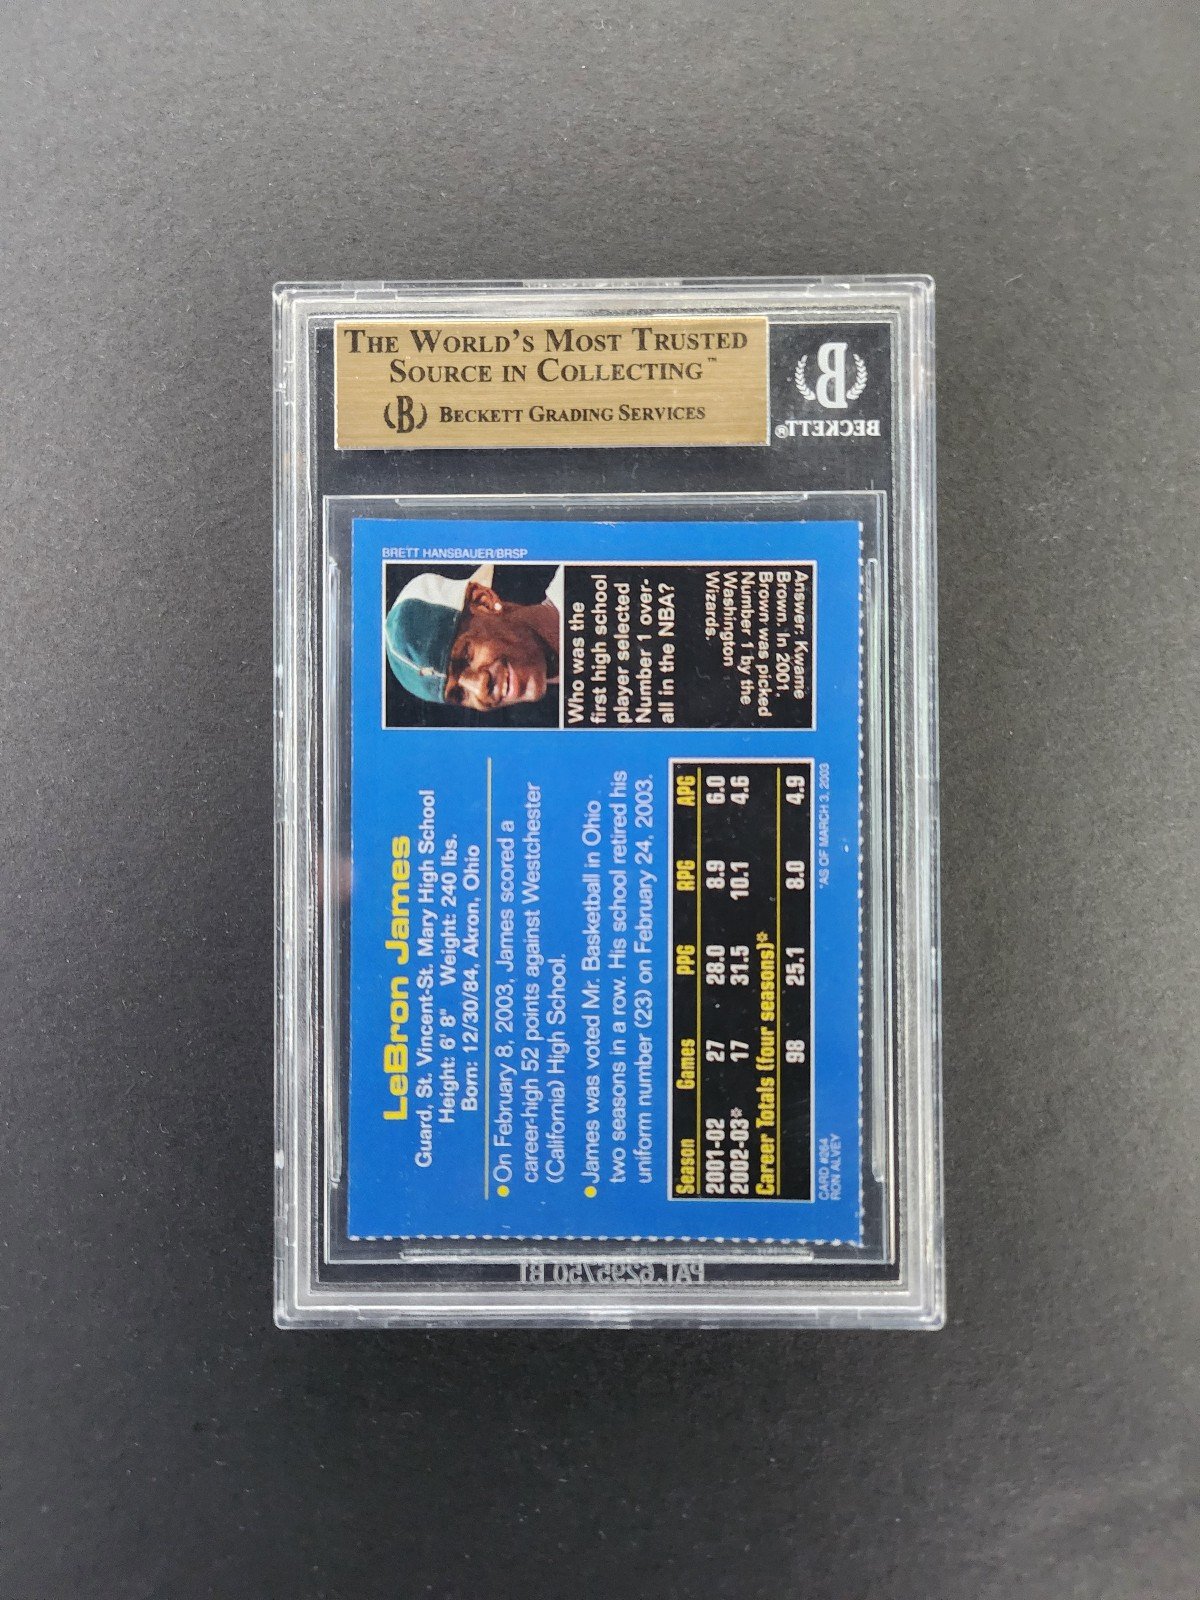 THE WORLD'S MOST TRUSTED
SOURCE IN COLLECTING™
(B) BECKETT GRADING SERVICES
B
BECKETT®
LeBron James
Guard, St. Vincent-St. Mary High School
Height: 6' 8" Weight: 240 lbs.
Born: 12/30/84, Akron, Ohio
•On February 8, 2003, James scored a
career-high 52 points against Westchester
(California) High School.
•James was voted Mr. Basketball in Ohio
two seasons in a row. His school retired his
uniform number (23) on February 24, 2003.
Season Games PPG RPG APG
2001-02 27 28.0 8.9 6.0
2002-03* 17 31.5 10.1 4.6
Career Totals (four seasons)*
98 25.1 8.0 4.9
CARD #264
RON ALVEY
*AS OF MARCH 3, 2003
BRETT HANSBAUER/BRSP
Who was the
first high school
player selected
Number 1 over-
all in the NBA?
Answer: Kwame
Brown. In 2001,
Brown was picked
Number 1 by the
Washington
Wizards.
PAT.6295750 B1